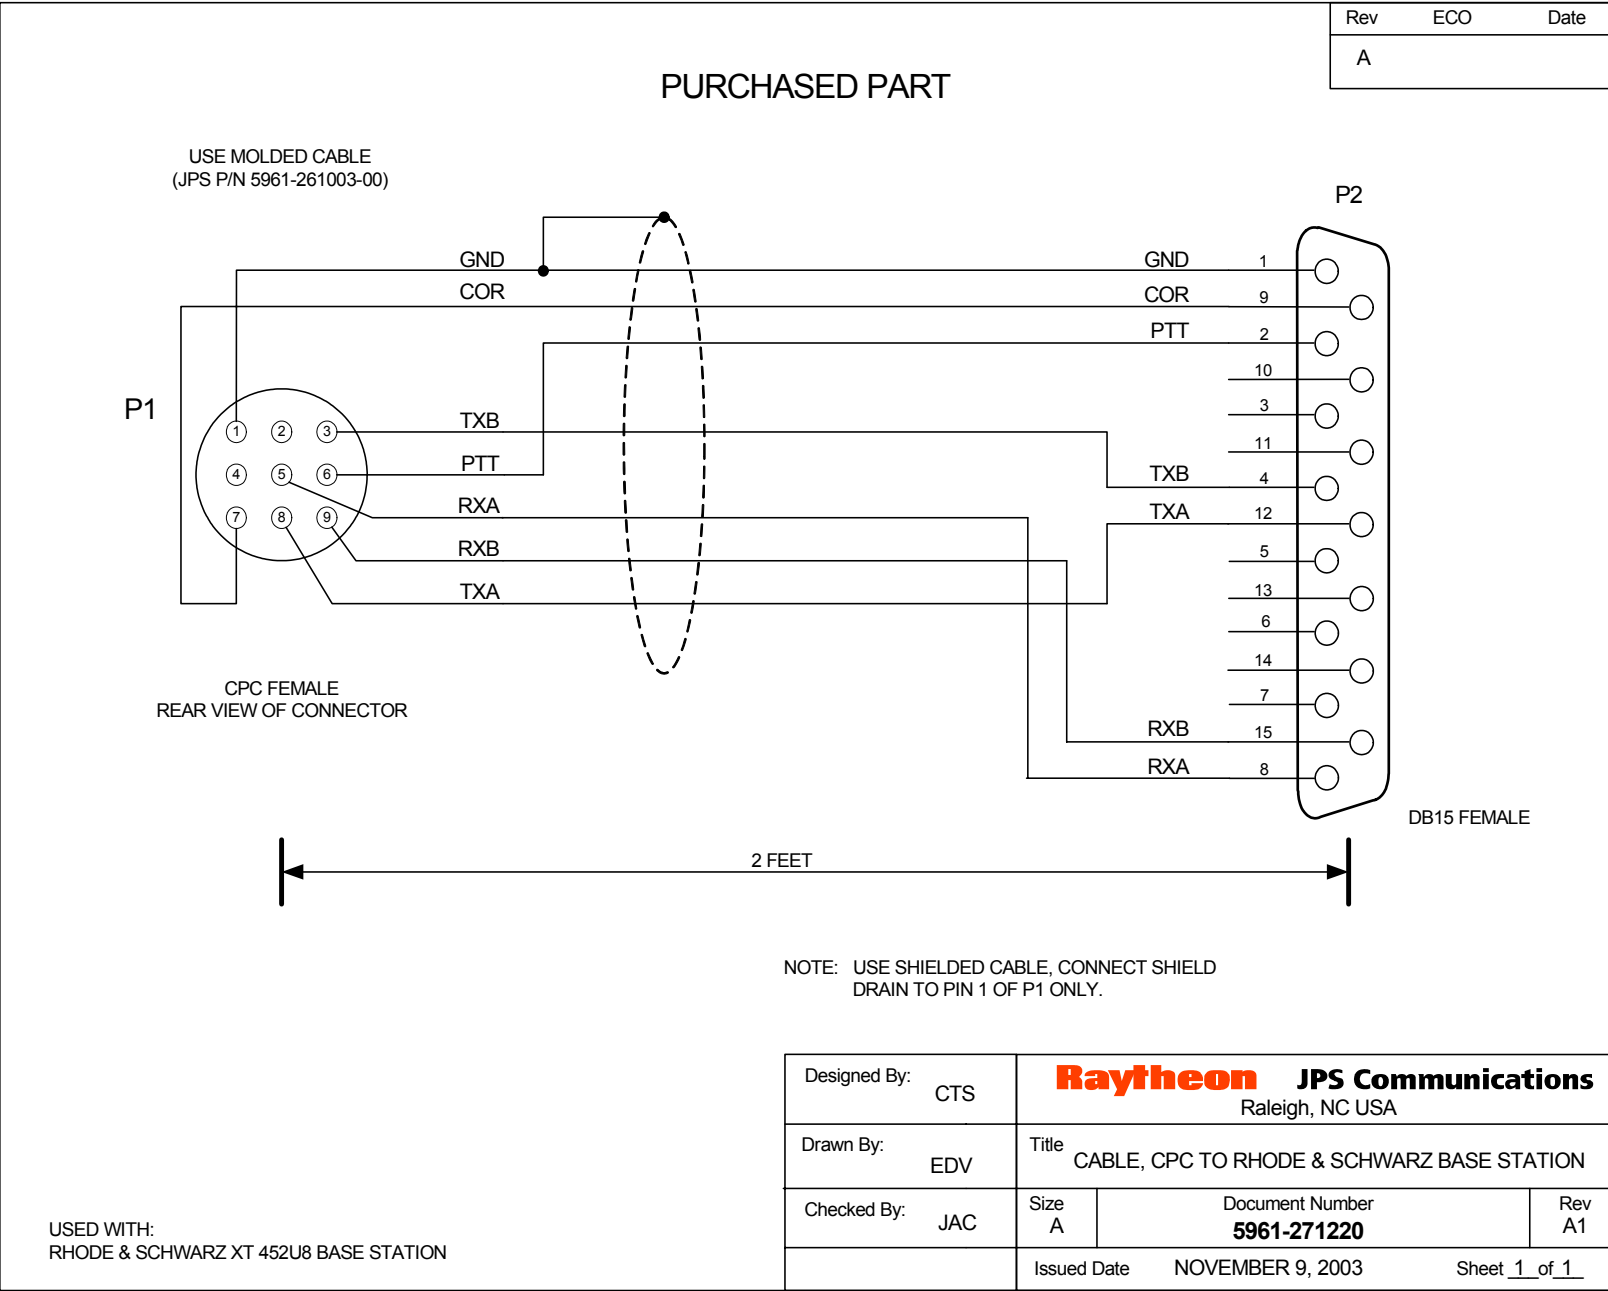 Rev ECO Date
A
PURCHASED PART
USE MOLDED CABLE
(JPS P/N 5961-261003-00)
P2
GND GND 1
COR COR 9
PTT 2
10
3
11
P1
1 2 3 TXB
4 5 6 PTT
7 8 9 RXA
RXB
TXA
TXB 4
TXA 12
5
13
6
14
7
RXB 15
RXA 8
CPC FEMALE
REAR VIEW OF CONNECTOR
DB15 FEMALE
2 FEET
NOTE: USE SHIELDED CABLE, CONNECT SHIELD
DRAIN TO PIN 1 OF P1 ONLY.
Designed By: CTS
Raytheon JPS Communications
Raleigh, NC USA
Drawn By: EDV
Title CABLE, CPC TO RHODE & SCHWARZ BASE STATION
Checked By: JAC
Size A
Document Number
5961-271220
Rev A1
Issued Date NOVEMBER 9, 2003 Sheet 1 of 1
USED WITH:
RHODE & SCHWARZ XT 452U8 BASE STATION